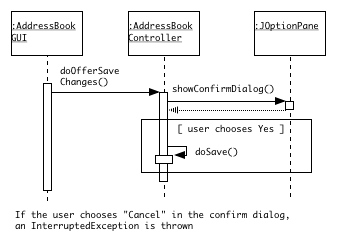 :AddressBook
GUI
:AddressBook
Controller
:JOptionPane
doOfferSave
Changes()
showConfirmDialog()
[ user chooses Yes ]
doSave()
If the user chooses "Cancel" in the confirm dialog,
an InterruptedException is thrown